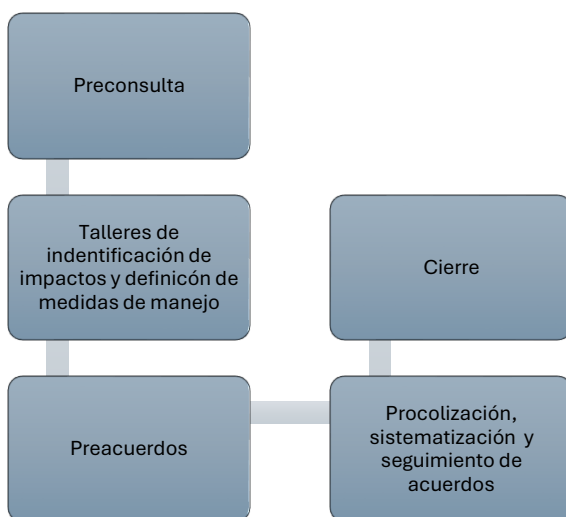 Preconsulta
Talleres de
indentificación de
impactos y definicón de
medidas de manejo
Preacuerdos
Procolización,
sistematización y
seguimiento de
acuerdos
Cierre